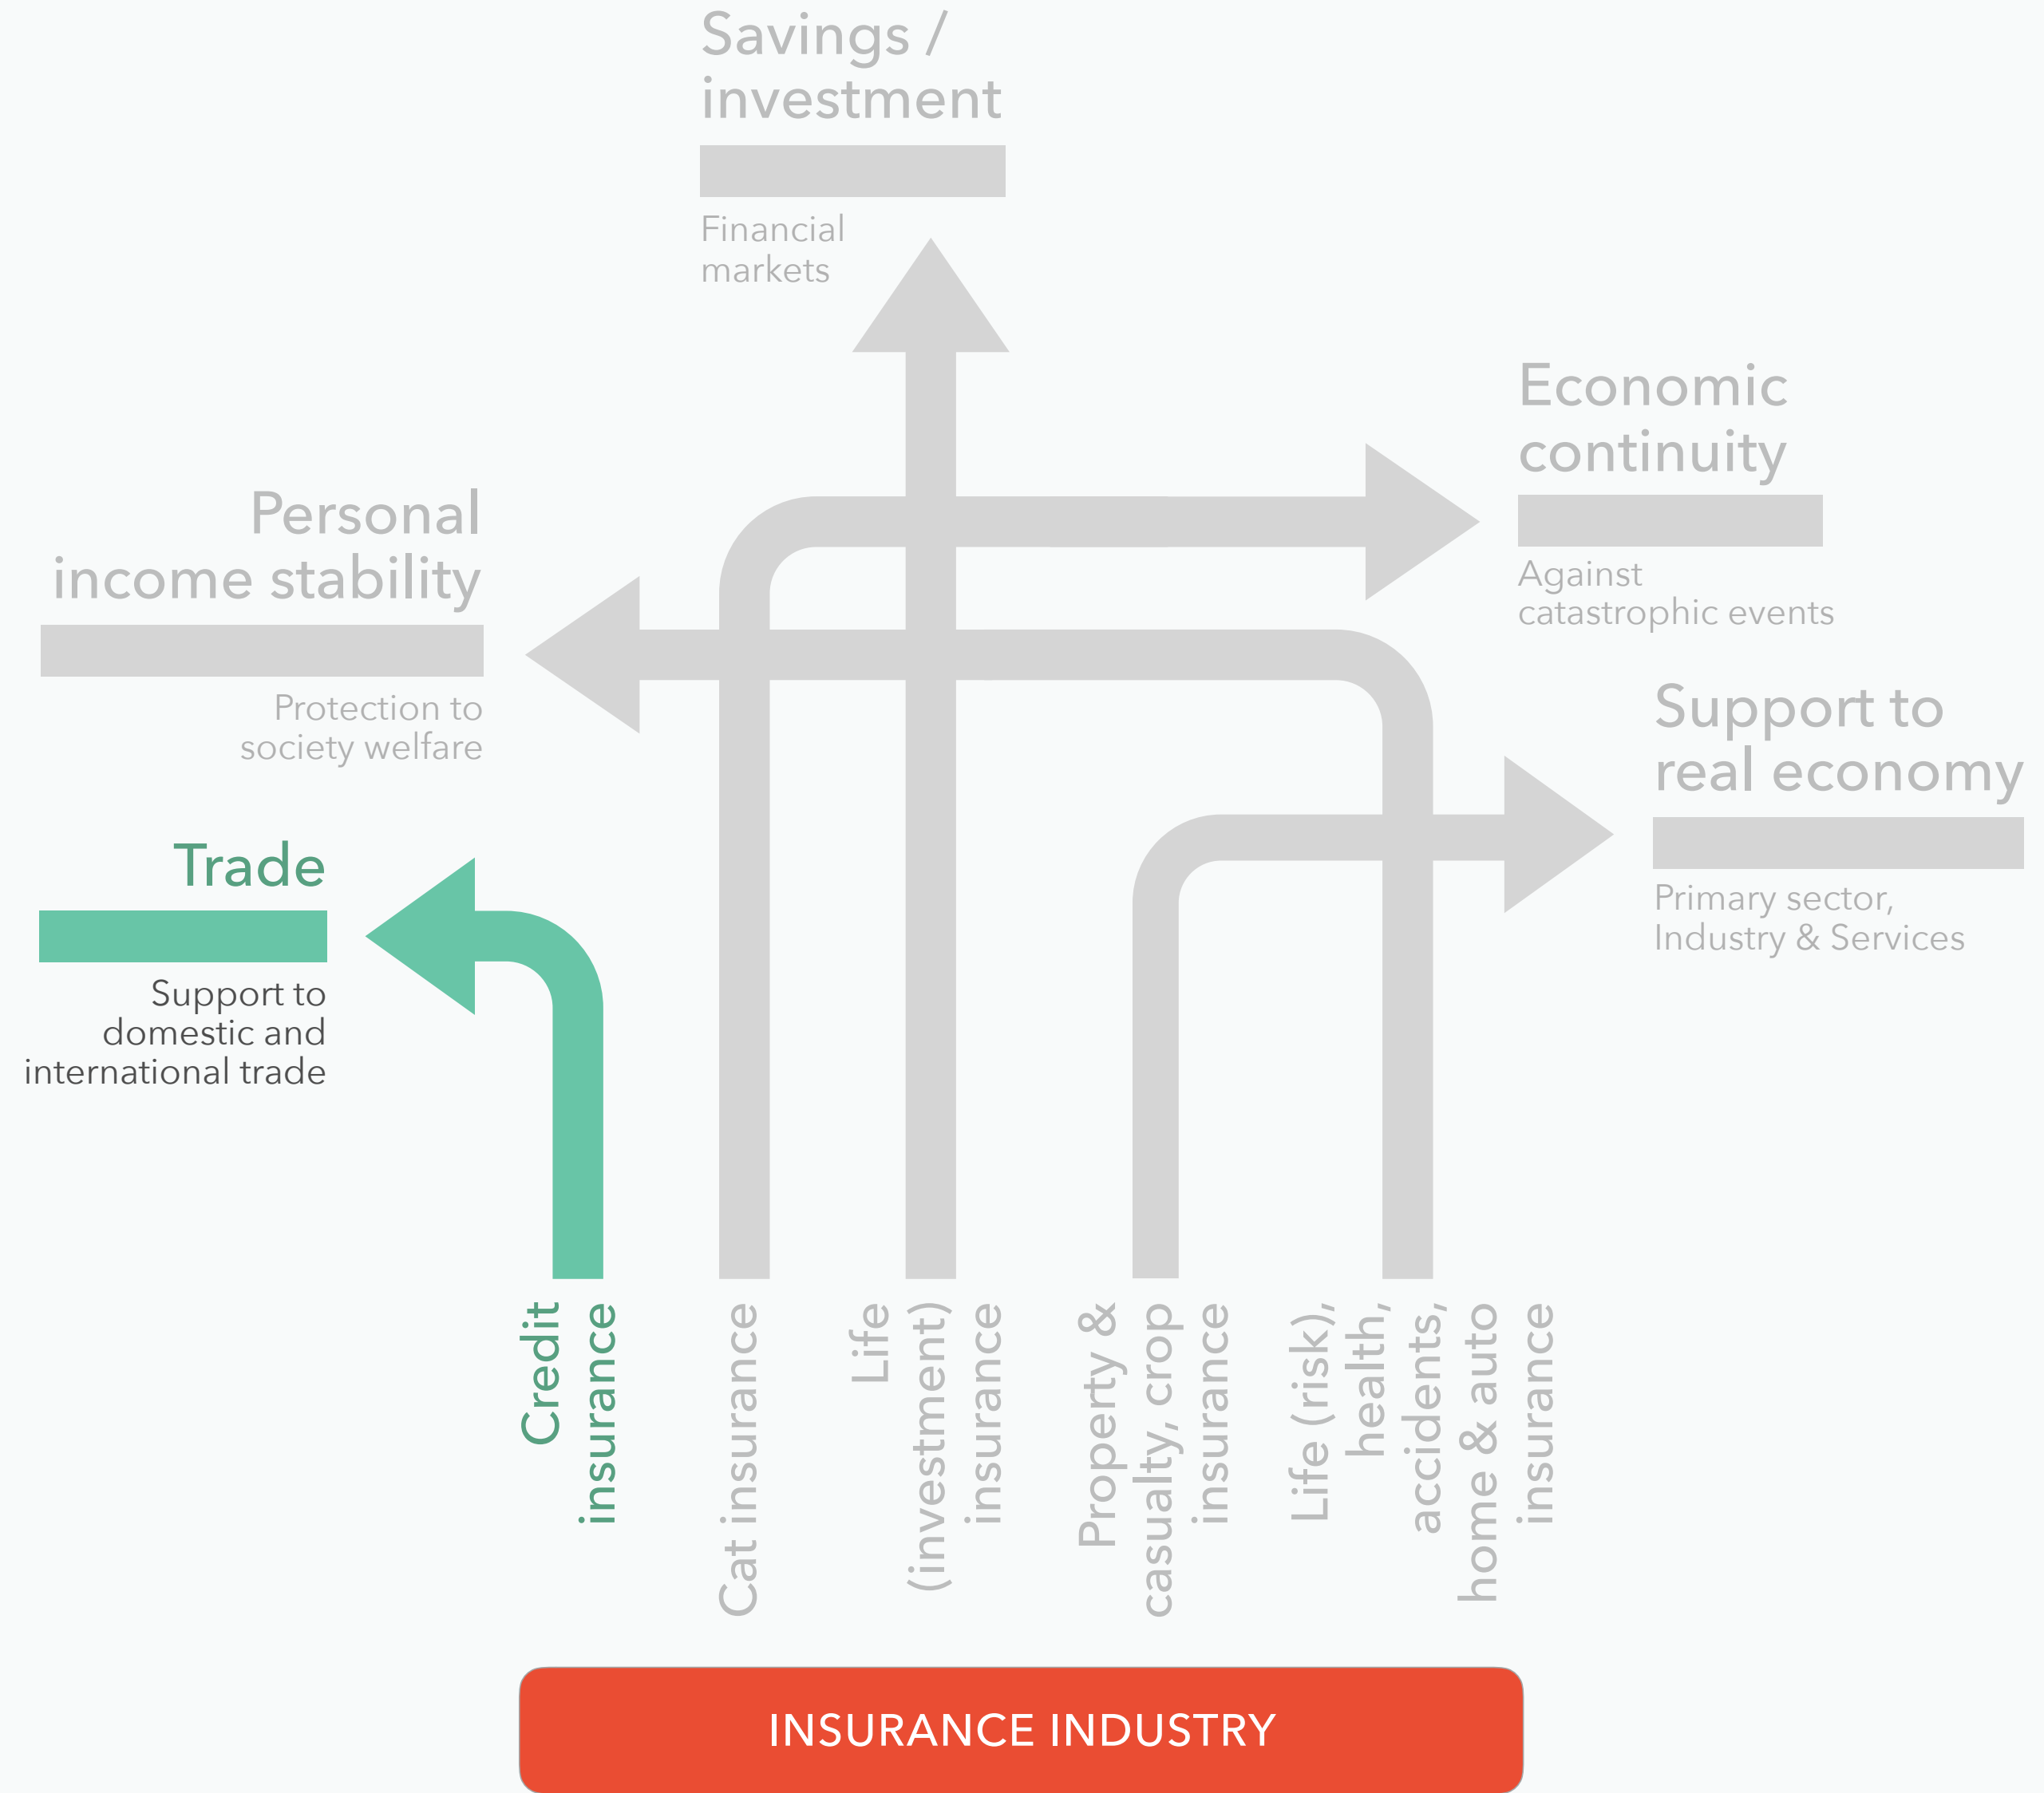 Savings /
investment
Financial
markets
Economic
continuity
Against
catastrophic events
Personal
income stability
Protection to
society welfare
Support to
real economy
Primary sector,
Industry & Services
Trade
Support to
domestic and
international trade
Credit
insurance
Cat insurance
Life
(investment)
insurance
Property &
casualty, crop
insurance
Life (risk),
health,
accidents,
home & auto
insurance
INSURANCE INDUSTRY